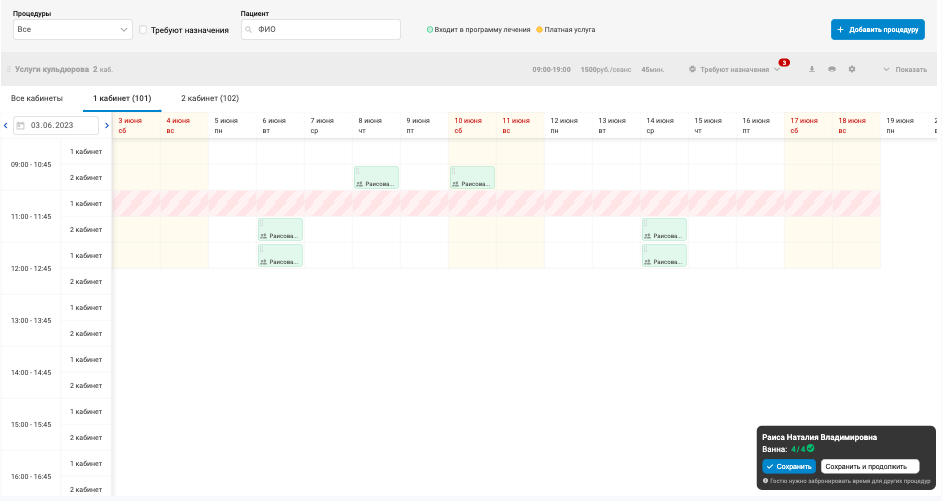 Процедуры
Все
Требуют назначения
Пациент
ФИО
Входит в программу лечения
Платная услуга
+ Добавить процедуру
Услуги кульдюрова 2 каб.
09:00-19:00 1500руб./сеанс 45мин.
Требуют назначения
3
Показать
Все кабинеты 1 кабинет (101) 2 кабинет (102)
03.06.2023
3 июня 4 июня 5 июня 6 июня 7 июня 8 июня 9 июня 10 июня 11 июня 12 июня 13 июня 14 июня 15 июня 16 июня 17 июня 18 июня 19 июня
сб вс пн вт ср чт пт сб вс пн вт ср чт пт сб вс пн
09:00 - 10:45
1 кабинет
2 кабинет
Раисова... Раисова...
11:00 - 11:45
1 кабинет
2 кабинет
Раисова... Раисова...
12:00 - 12:45
1 кабинет
Раисова... Раисова...
2 кабинет
13:00 - 13:45
1 кабинет
2 кабинет
14:00 - 14:45
1 кабинет
2 кабинет
15:00 - 15:45
1 кабинет
2 кабинет
16:00 - 16:45
1 кабинет
2 кабинет
Раиса Наталия Владимировна
Ванна: 4/4
Сохранить
Сохранить и продолжить
Гостю нужно забронировать время для других процедур